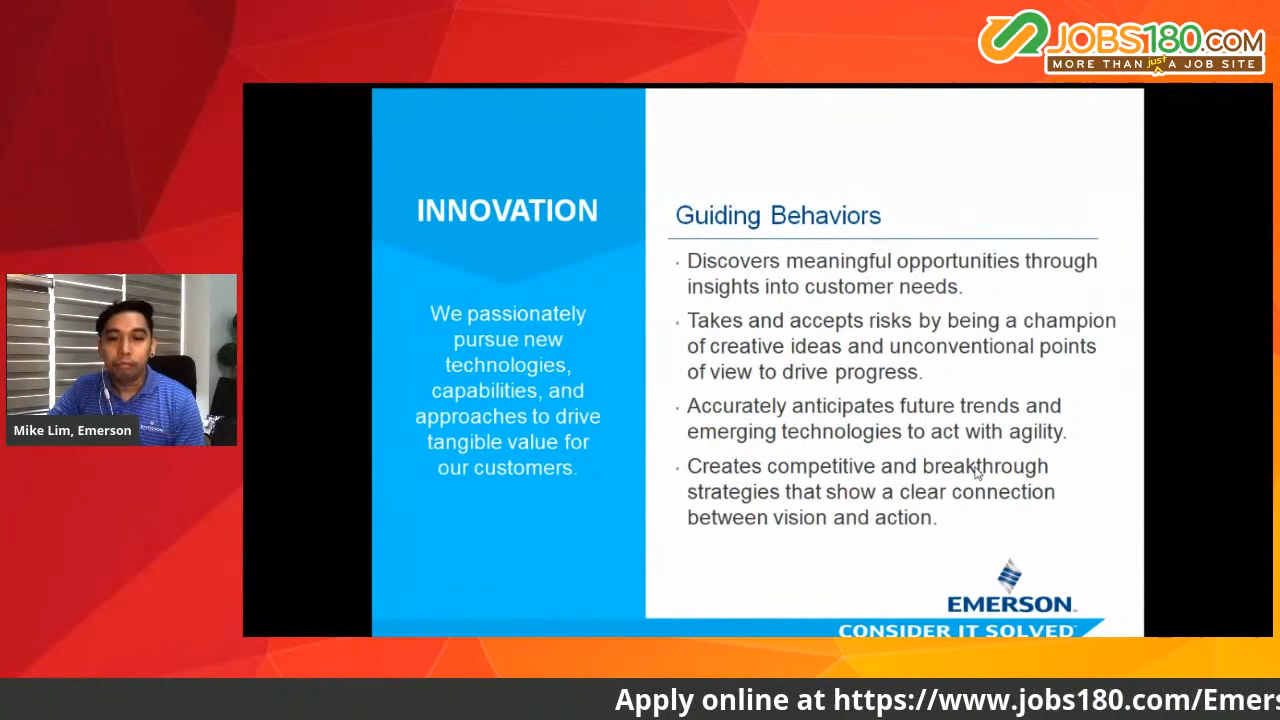 JOBS180.COM
MORE THAN just A JOB SITE
INNOVATION
We passionately
pursue new
technologies,
capabilities, and
approaches to drive
tangible value for
our customers.
Guiding Behaviors
· Discovers meaningful opportunities through
insights into customer needs.
· Takes and accepts risks by being a champion
of creative ideas and unconventional points
of view to drive progress.
· Accurately anticipates future trends and
emerging technologies to act with agility.
· Creates competitive and breakthrough
strategies that show a clear connection
between vision and action.
EMERSON
CONSIDER IT SOLVED™
Mike Lim, Emerson
EMERSON
Apply online at https://www.jobs180.com/Emers